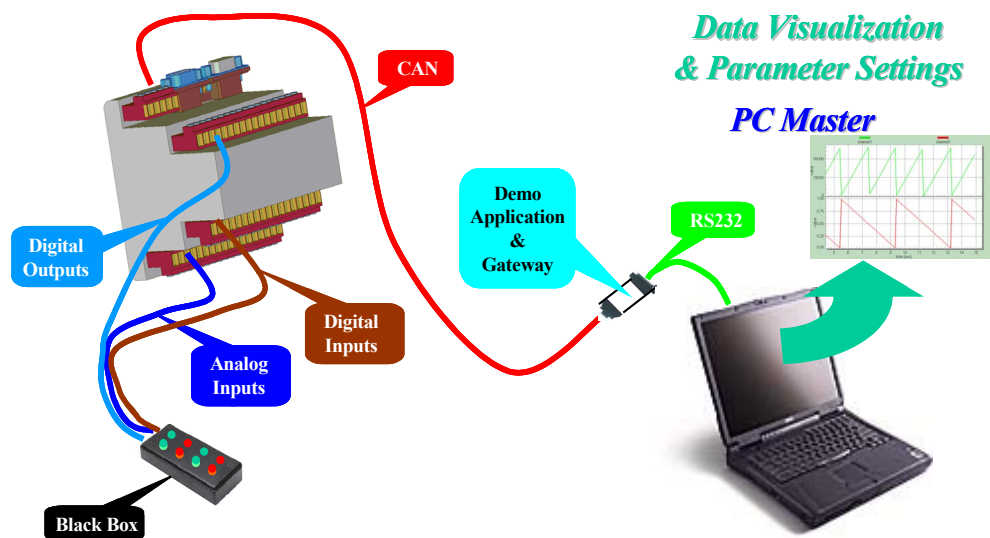 Data Visualization
& Parameter Settings
PC Master
CAN
Demo
Application
&
Gateway
RS232
Digital
Outputs
Digital
Inputs
Analog
Inputs
Black Box